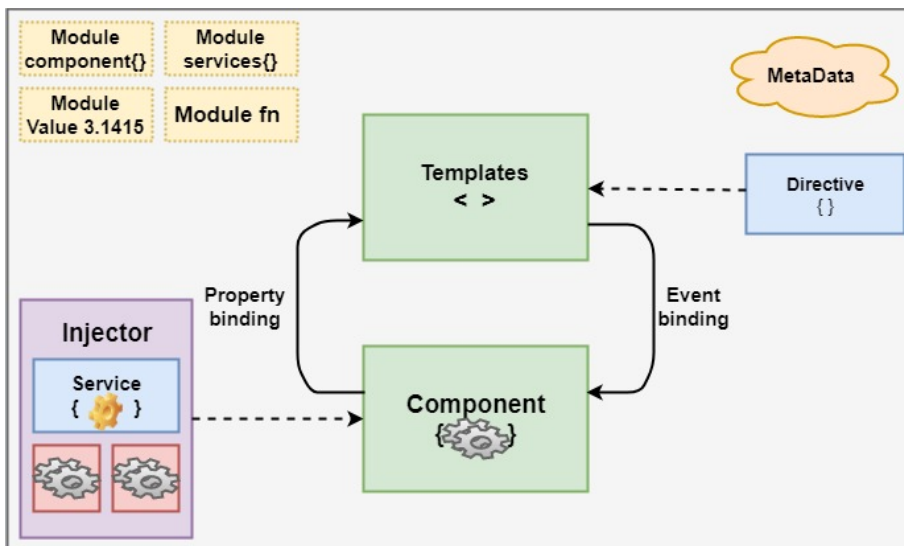 Module
component{}
Module
services{}
Module
Value 3.1415
Module fn
MetaData
Templates
< >
Directive
{ }
Property
binding
Event
binding
Injector
Service
{ }
Component
{ }